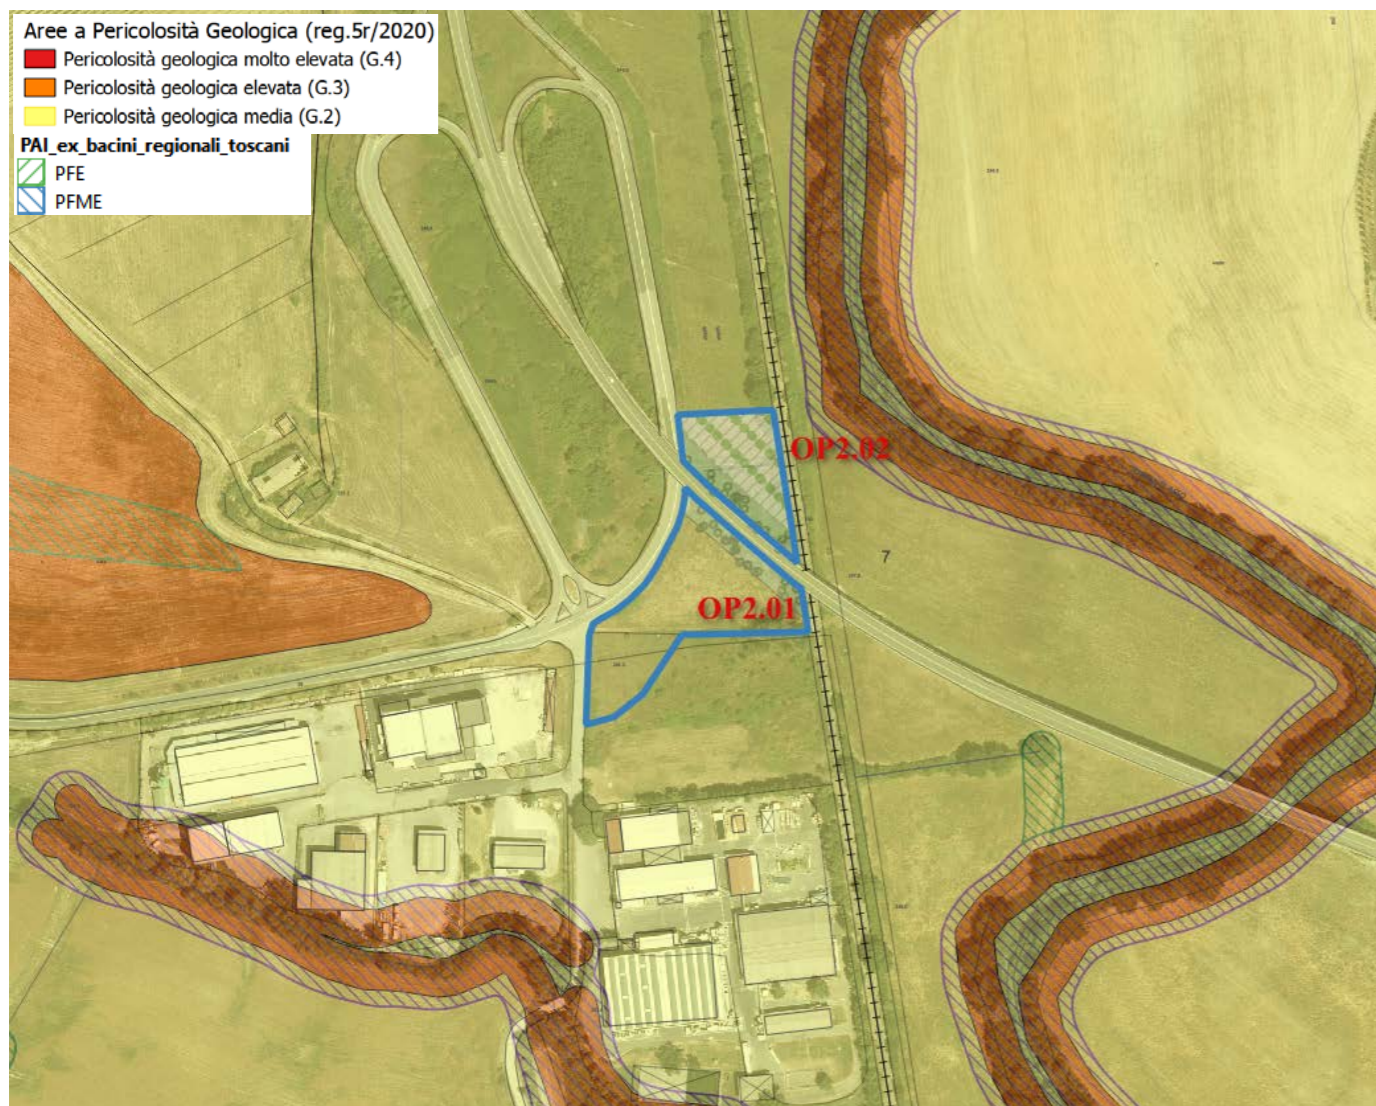 Aree a Pericolosità Geologica (reg.5r/2020)
Pericolosità geologica molto elevata (G.4)
Pericolosità geologica elevata (G.3)
Pericolosità geologica media (G.2)
PAI_ex_bacini_regionali_toscani
PFE
PFME
11
OP2.02
7
OP2.01